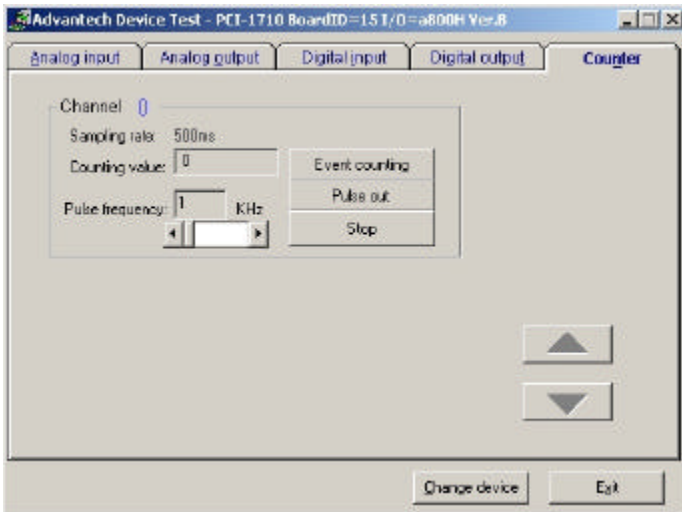 Advantech Device Test - PCI-1710 BoardID=15 I/O=a800H Ver.B
Analog input Analog output Digital input Digital output Counter
Channel 0
Sampling rate: 500ms
Counting value: 0
Event counting
Pulse out
Pulse frequency: 1 KHz
Stop
Change device Exit